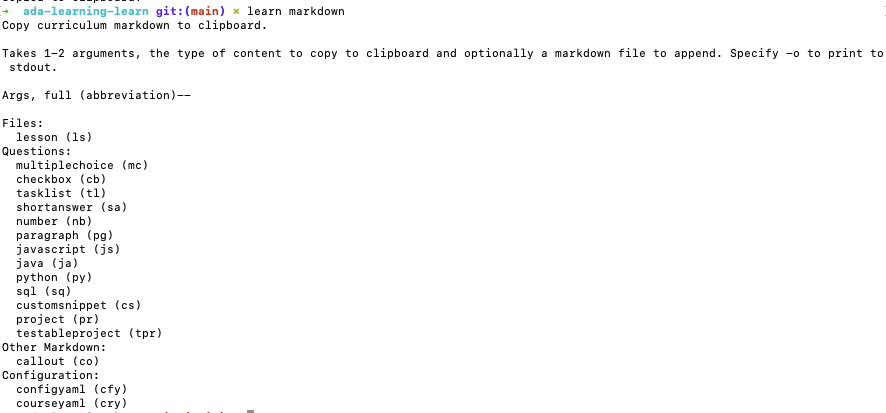 → ada-learning-learn git:(main) × learn markdown
Copy curriculum markdown to clipboard.
Takes 1-2 arguments, the type of content to copy to clipboard and optionally a markdown file to append. Specify -o to print to
stdout.
Args, full (abbreviation)--
Files:
lesson (ls)
Questions:
multiplechoice (mc)
checkbox (cb)
tasklist (tl)
shortanswer (sa)
number (nb)
paragraph (pg)
javascript (js)
java (ja)
python (py)
sql (sq)
customsnippet (cs)
project (pr)
testableproject (tpr)
Other Markdown:
callout (co)
Configuration:
configyaml (cfy)
courseyaml (cry)